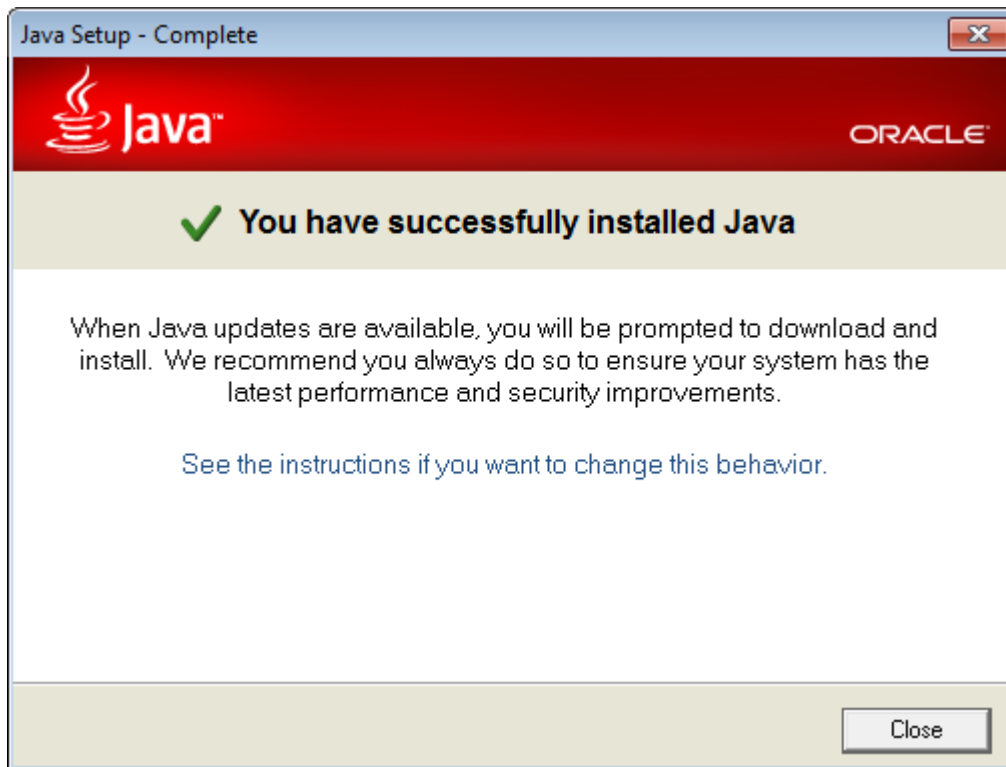 Java Setup - Complete
Java™
ORACLE®
You have successfully installed Java
When Java updates are available, you will be prompted to download and
install. We recommend you always do so to ensure your system has the
latest performance and security improvements.
See the instructions if you want to change this behavior.
Close